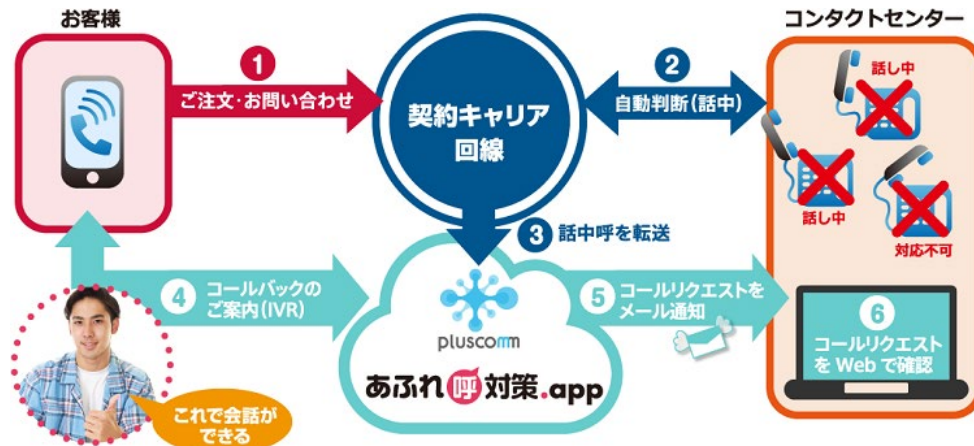 お客様
コンタクトセンター
1
ご注文・お問い合わせ
契約キャリア
回線
2
自動判断(話中)
話し中
話し中
対応不可
3 話中呼を転送
4 コールバックの
ご案内(IVR)
pluscomm
あふれ呼対策.app
5 コールリクエストを
メール通知
6
コールリクエスト
を Web で確認
これで会話が
できる